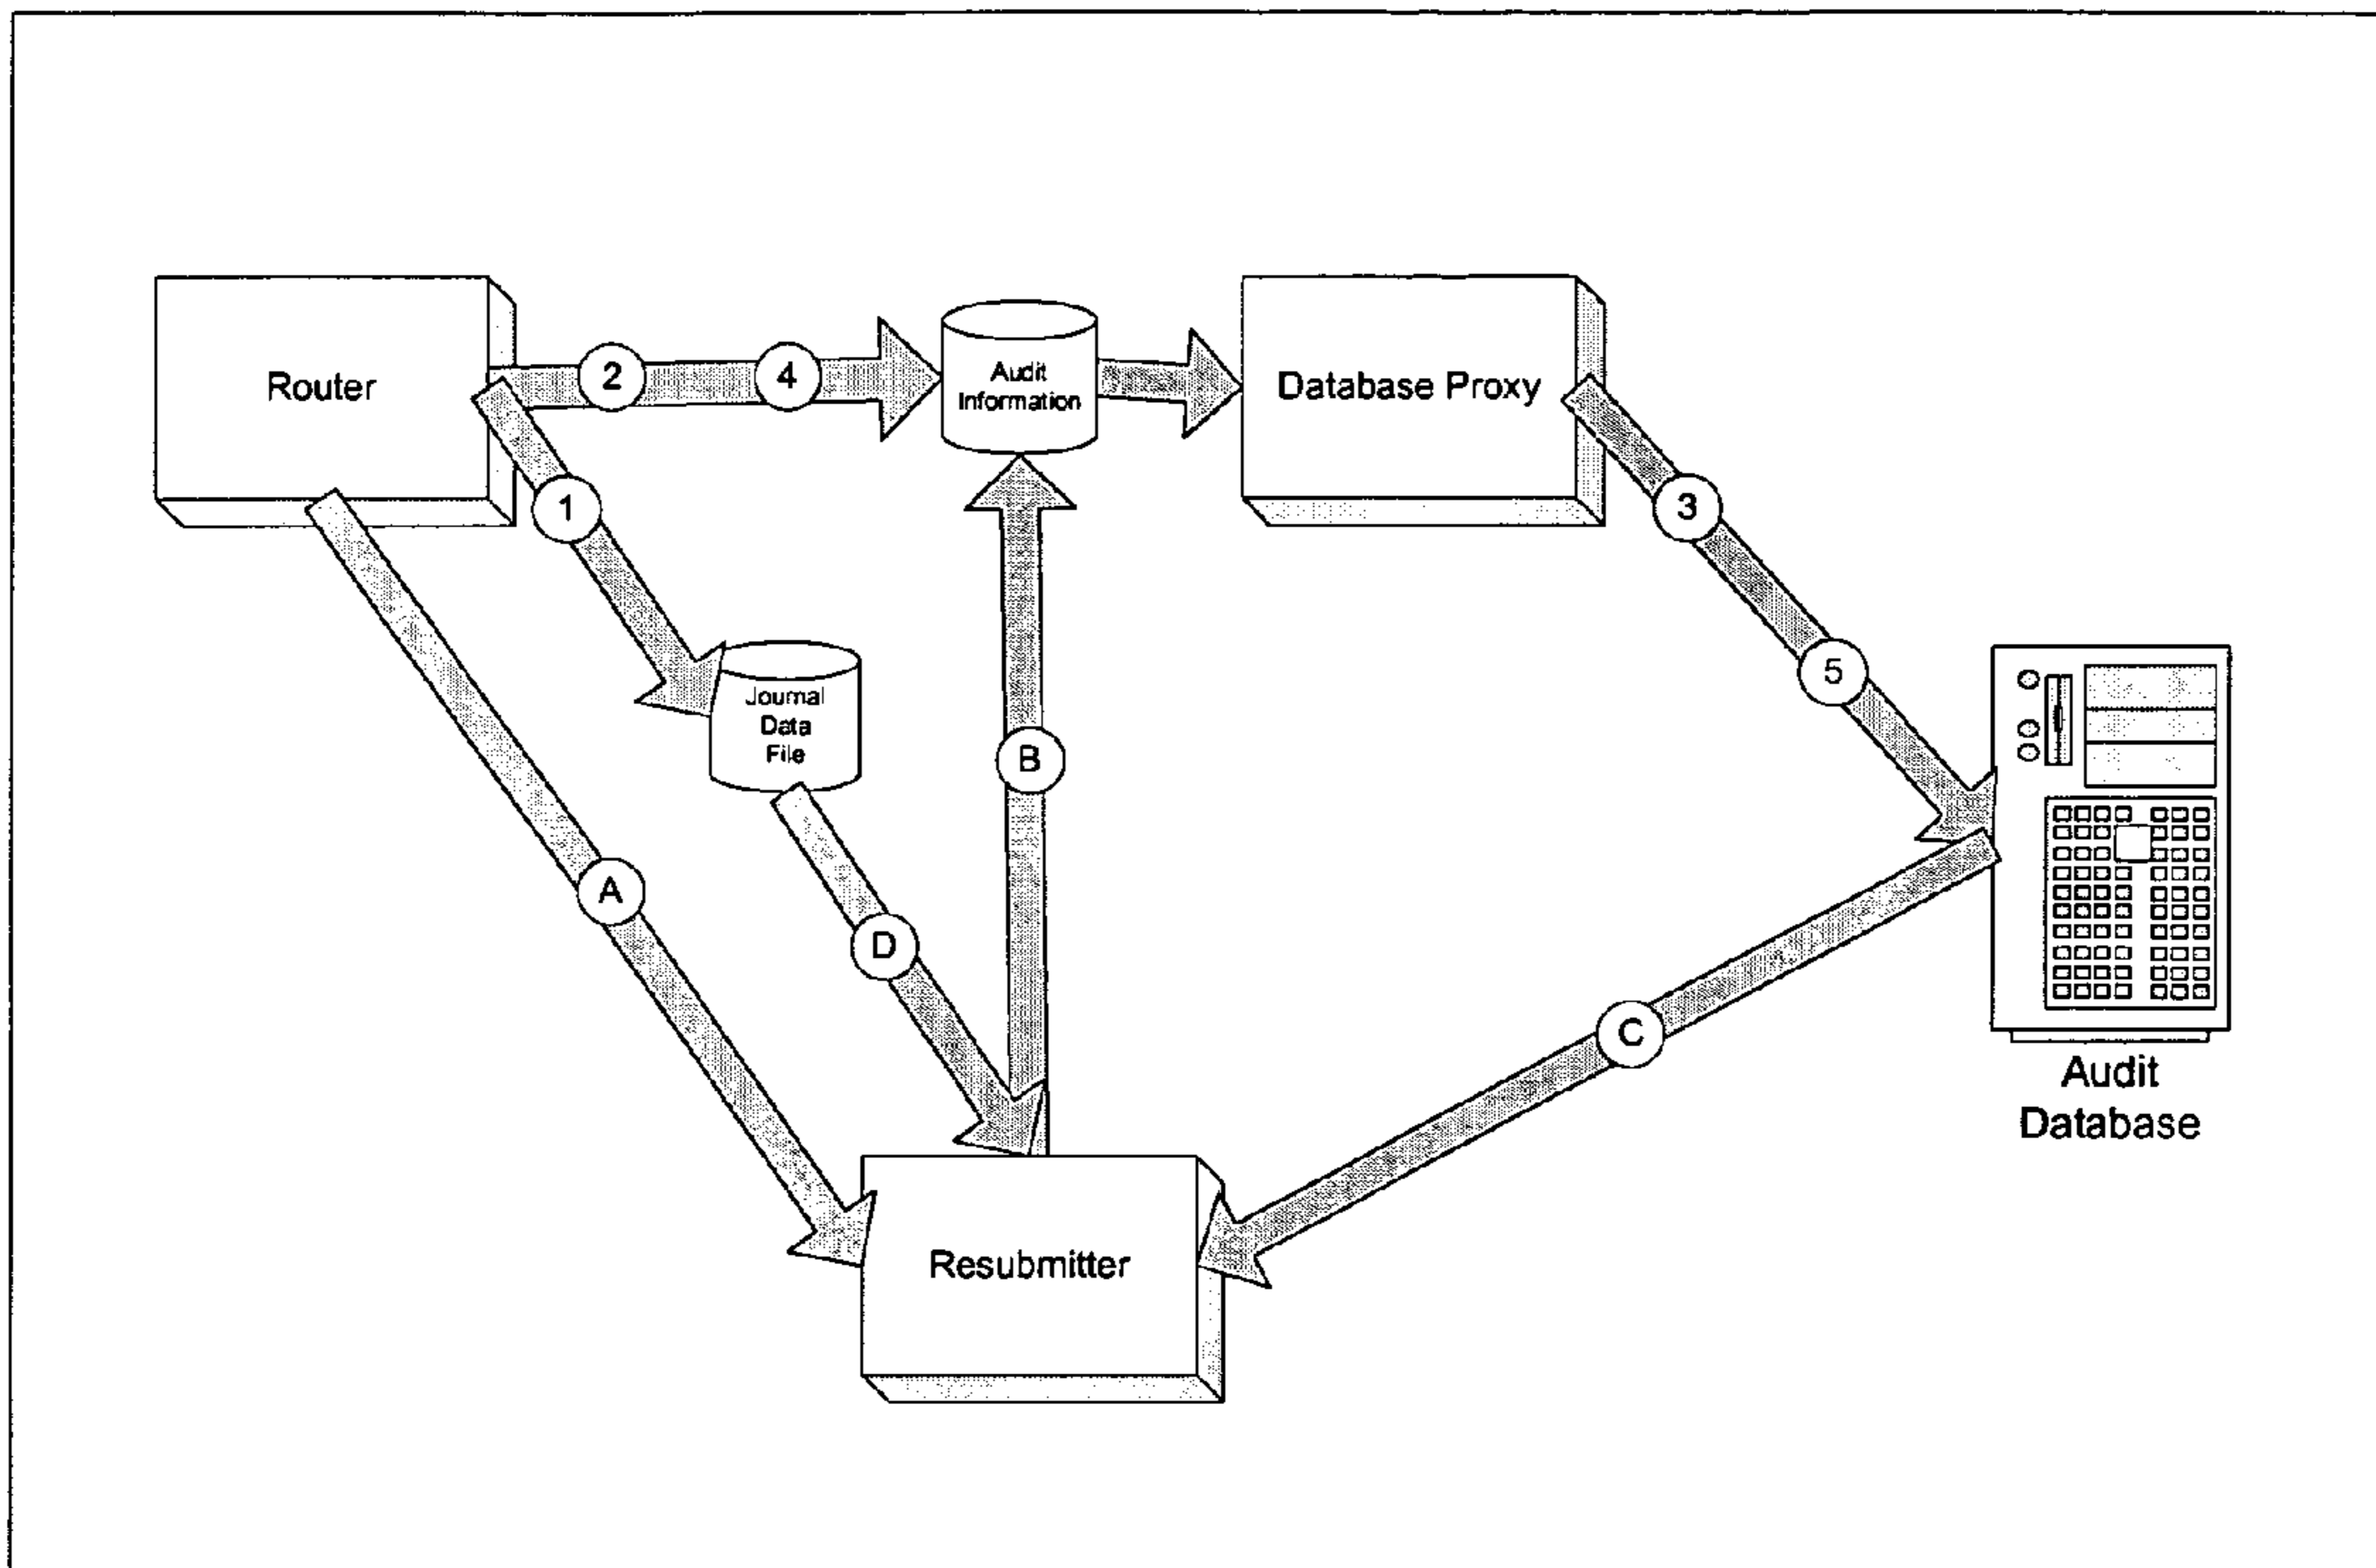 Router
2
4
Audit
Information
Database Proxy
1
3
Journal
Data
File
5
B
A
D
C
Audit
Database
Resubmitter